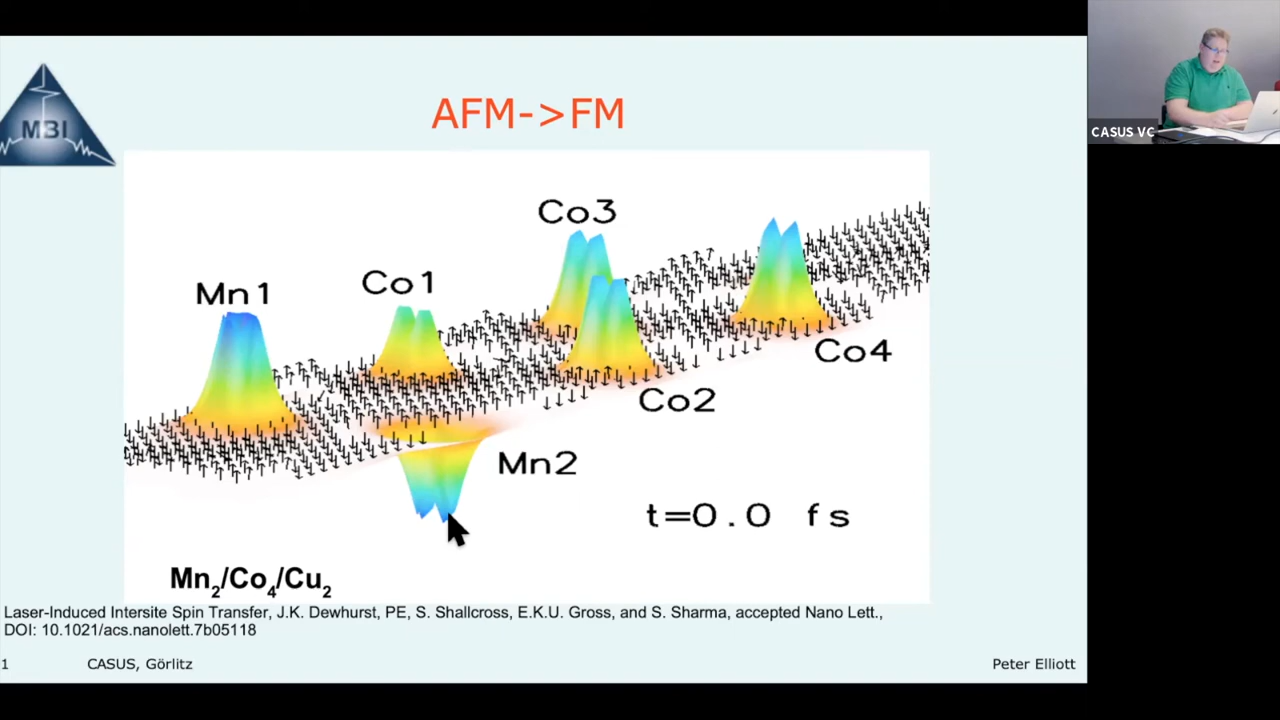 MBI
AFM->FM
Co3
Mn1
Co1
Co4
Co2
Mn2
t=0.0 fs
Mn2/Co4/Cu2
Laser-Induced Intersite Spin Transfer, J.K. Dewhurst, PE, S. Shallcross, E.K.U. Gross, and S. Sharma, accepted Nano Lett.,
DOI: 10.1021/acs.nanolett.7b05118
1 CASUS, Görlitz Peter Elliott
CASUS VC